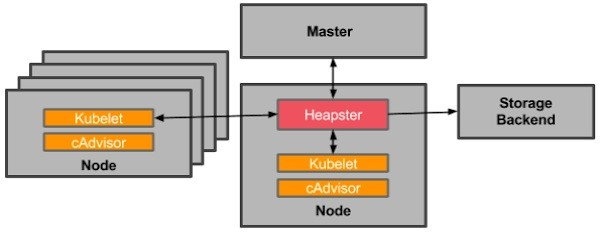 Master
Kubelet
cAdvisor
Node
Heapster
Kubelet
cAdvisor
Node
Storage
Backend